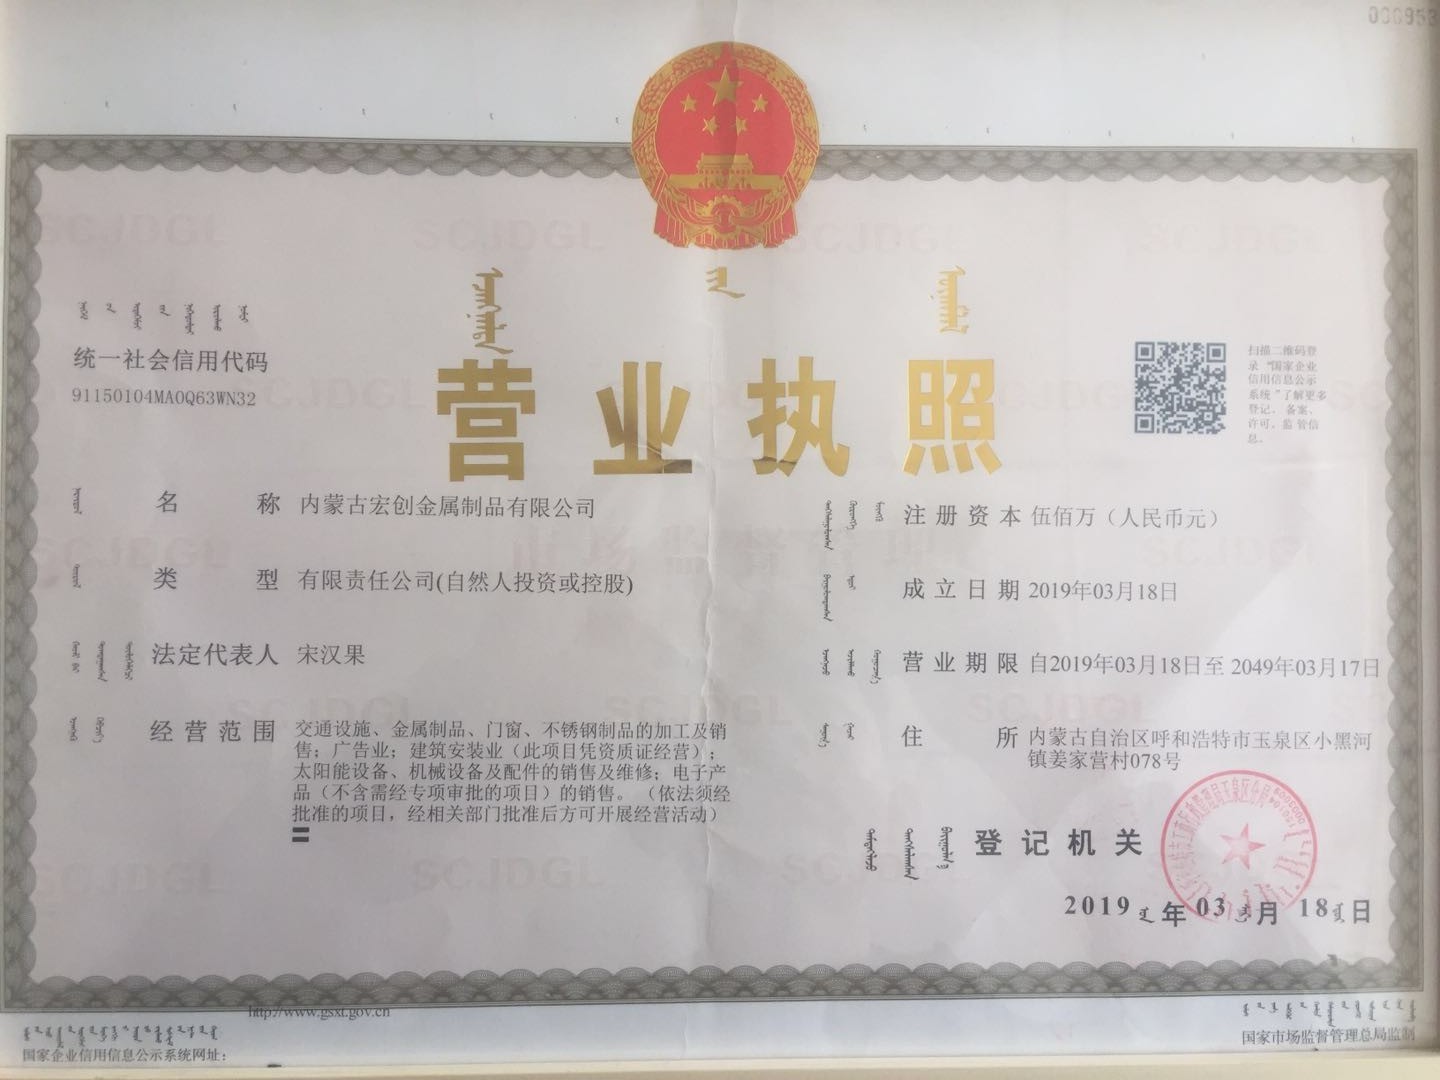 统一社会信用代码
91150104MA0Q63WN32
营业执照
扫描二维码登
录“国家企业
信用信息公示
系统”了解更多
登记、备案、
许可、监管信
息。
名称 内蒙古宏创金属制品有限公司
类型 有限责任公司(自然人投资或控股)
法定代表人 宋汉果
经营范围 交通设施、金属制品、门窗、不锈钢制品的加工及销
售；广告业；建筑安装业（此项目凭资质证经营）；
太阳能设备、机械设备及配件的销售及维修；电子产
品（不含需经专项审批的项目）的销售。（依法须经
批准的项目，经相关部门批准后方可开展经营活动）
注册资本 伍佰万（人民币元）
成立日期 2019年03月18日
营业期限 自2019年03月18日至 2049年03月17日
住所 内蒙古自治区呼和浩特市玉泉区小黑河
镇姜家营村078号
登记机关
2019年03月18日
http://www.gsxt.gov.cn
国家企业信用信息公示系统网址：
国家市场监督管理总局监制